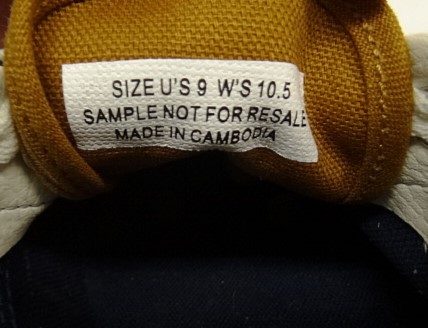 SIZE U'S 9 W'S 10.5
SAMPLE NOT FOR RESALE
MADE IN CAMBODIA